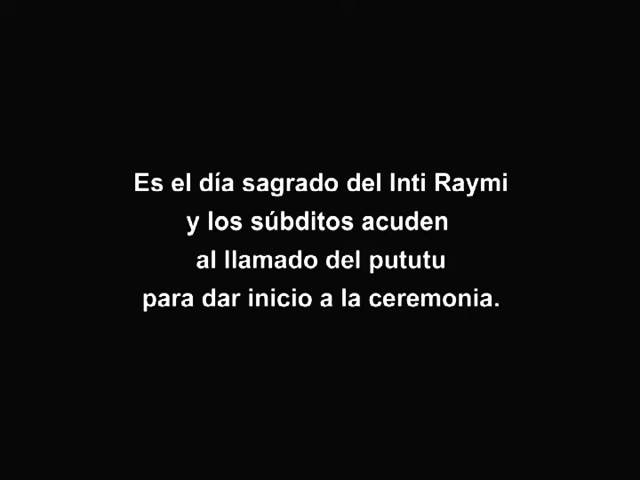 Es el día sagrado del Inti Raymi
y los súbditos acuden
al llamado del pututu
para dar inicio a la ceremonia.